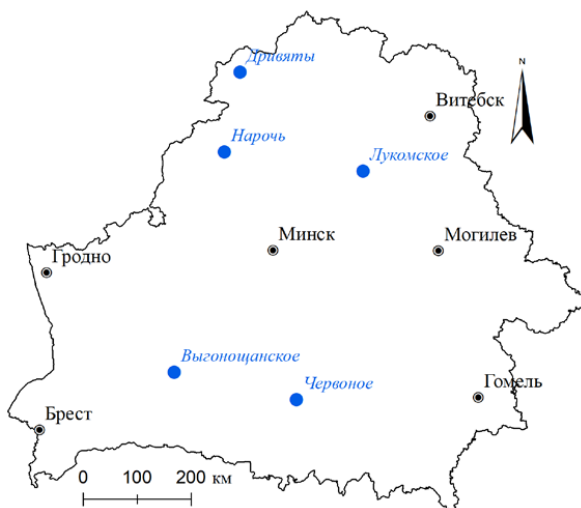 Дривяты
N
Витебск
Нарочь
Лукомское
Минск
Могилев
Гродно
Выгонощанское
Червоное
Гомель
Брест
0 100 200 км